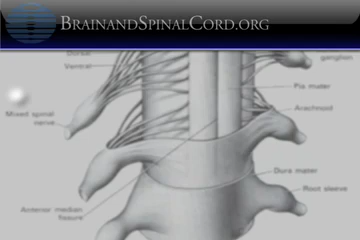 BRAINANDSPINALCORD.ORG
Dorsal
Ventral
ganglion
Pia mater
Arachnoid
Mixed spinal
nerve
Dura mater
Root sleeve
Anterior median
fissure